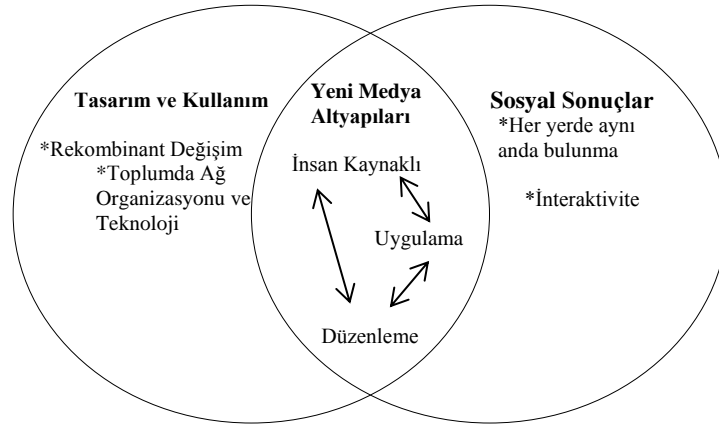 Tasarım ve Kullanım
*Rekombinant Değişim
*Toplumda Ağ
Organizasyonu ve
Teknoloji
Yeni Medya
Altyapıları
İnsan Kaynaklı
Uygulama
Düzenleme
Sosyal Sonuçlar
*Her yerde aynı
anda bulunma
*İnteraktivite